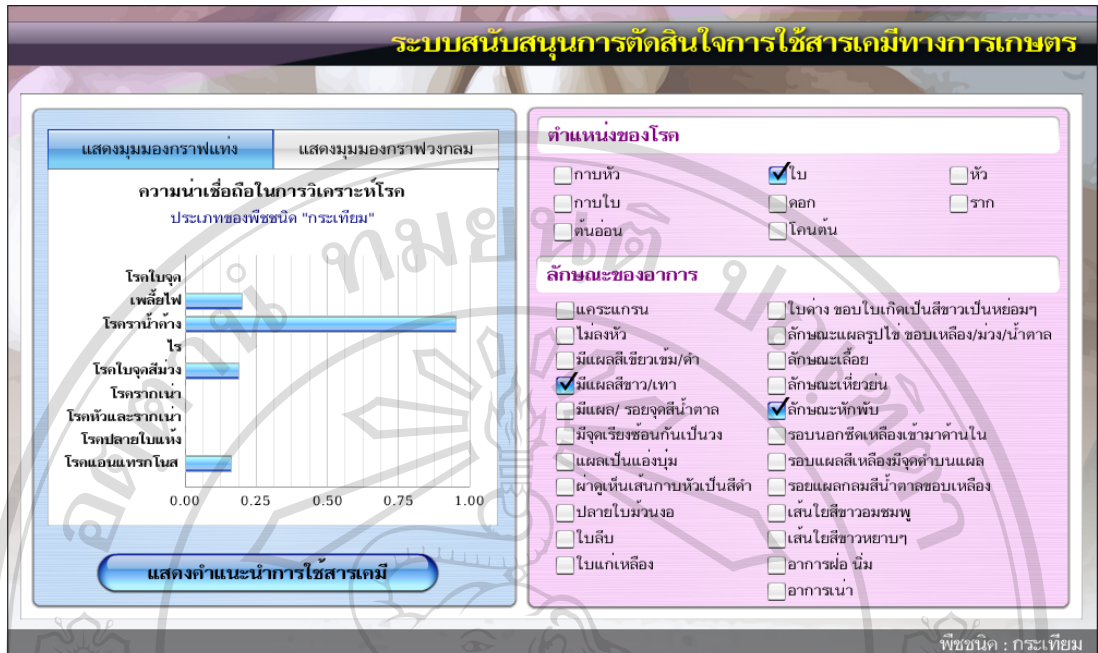 ระบบสนับสนุนการตัดสินใจการใช้สารเคมีทางการเกษตร
แสดงมุมมองกราฟแท่ง
แสดงมุมมองกราฟวงกลม
ความน่าเชื่อถือในการวิเคราะห์โรค
ประเภทของพืชชนิด "กระเทียม"
โรคใบจุด
เพลี้ยไฟ
โรคราน้ำค้าง
ไร
โรคใบจุดสีม่วง
โรครากเน่า
โรคหัวและรากเน่า
โรคปลายใบแห้ง
โรคแอนแทรกโนส
0.00 0.25 0.50 0.75 1.00
แสดงคำแนะนำการใช้สารเคมี
ตำแหน่งของโรค
กาบหัว ใบ หัว
กาบใบ ดอก ราก
ต้นอ่อน โคนต้น
ลักษณะของอาการ
แคระแกรน ใบด่าง ขอบใบเกิดเป็นสีขาวเป็นหย่อมๆ
ไม่ลงหัว ลักษณะแผลรูปไข่ ขอบเหลือง/ม่วง/น้ำตาล
มีแผลสีเขียวเข้ม/ดำ ลักษณะเลื้อย
มีแผลสีขาว/เทา ลักษณะเหี่ยวย่น
มีแผล/ รอยจุดสีน้ำตาล ลักษณะหักพับ
มีจุดเรียงซ้อนกันเป็นวง รอบนอกซีดเหลืองเข้ามาด้านใน
แผลเป็นแอ่งบุ๋ม รอบแผลสีเหลืองมีจุดดำบนแผล
ผ่าดูเห็นเส้นกาบหัวเป็นสีดำ รอยแผลกลมสีน้ำตาลขอบเหลือง
ปลายใบม้วนงอ เส้นใยสีขาวอมชมพู
ใบลีบ เส้นใยสีขาวหยาบๆ
ใบแก่เหลือง อาการฝ่อ นิ่ม
อาการเน่า
พืชชนิด : กระเทียม